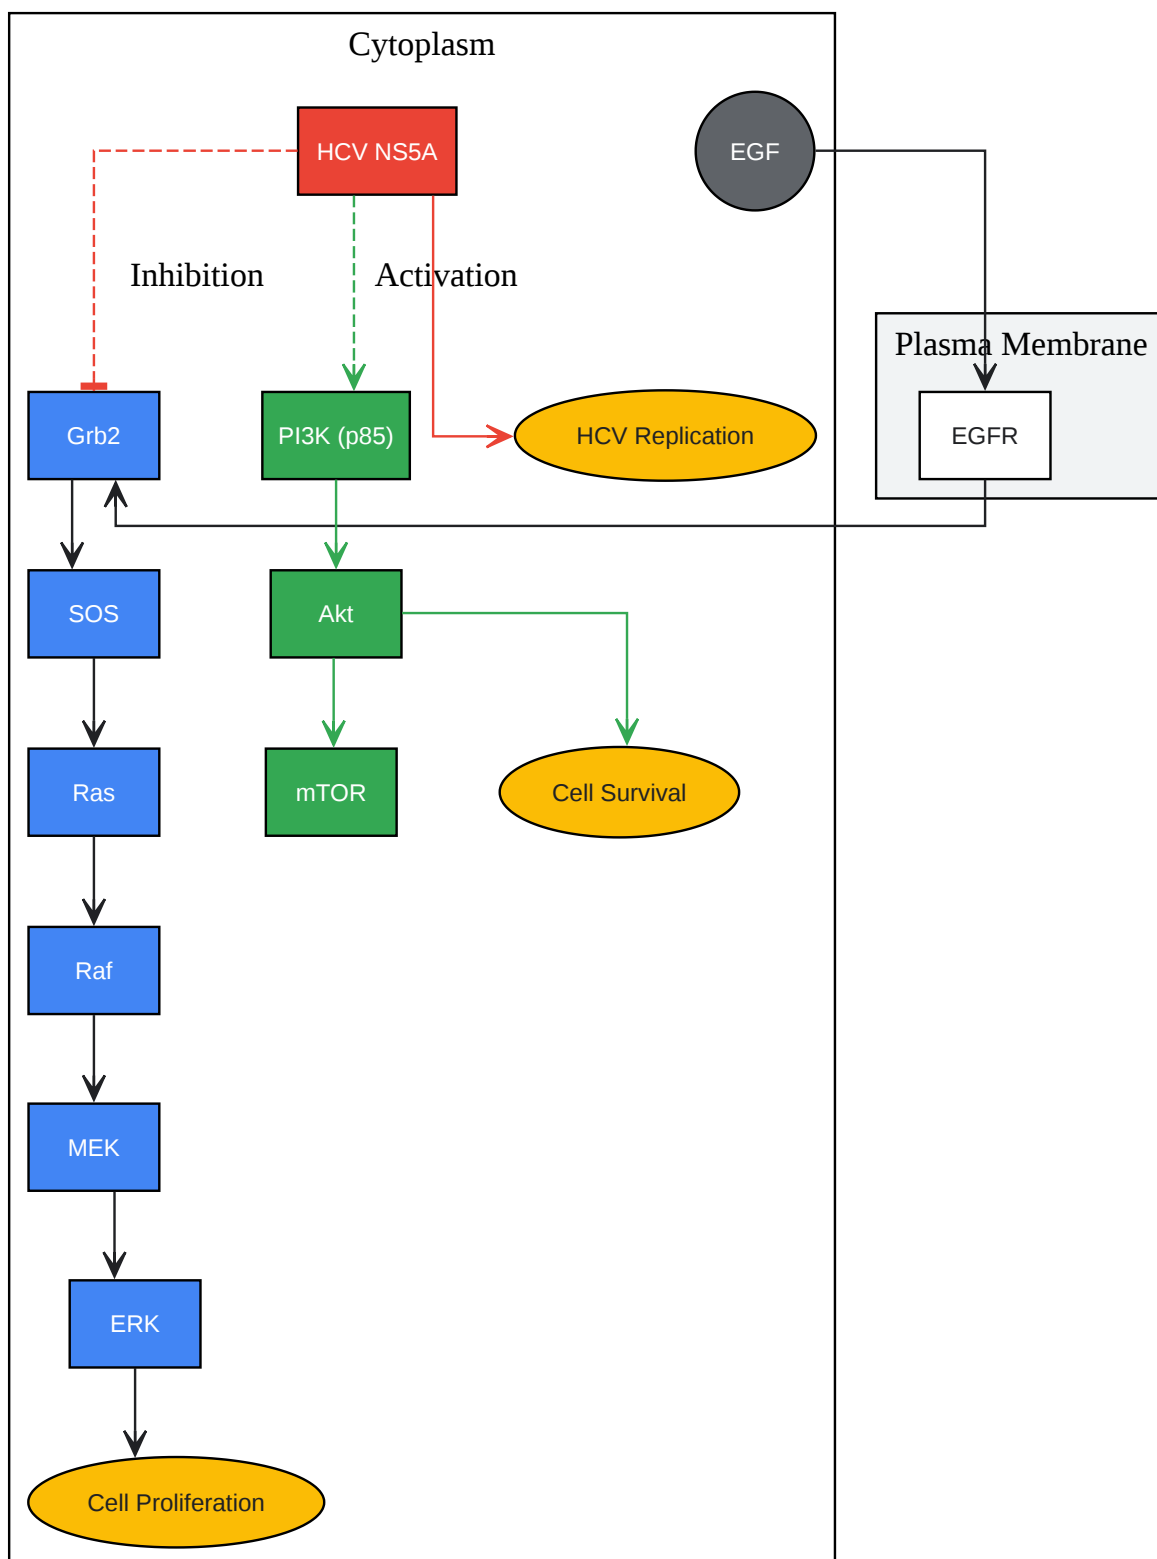 Cytoplasm
HCV NS5A
EGF
Inhibition
Activation
Plasma Membrane
Grb2
PI3K (p85)
HCV Replication
EGFR
SOS
Akt
Ras
mTOR
Cell Survival
Raf
MEK
ERK
Cell Proliferation